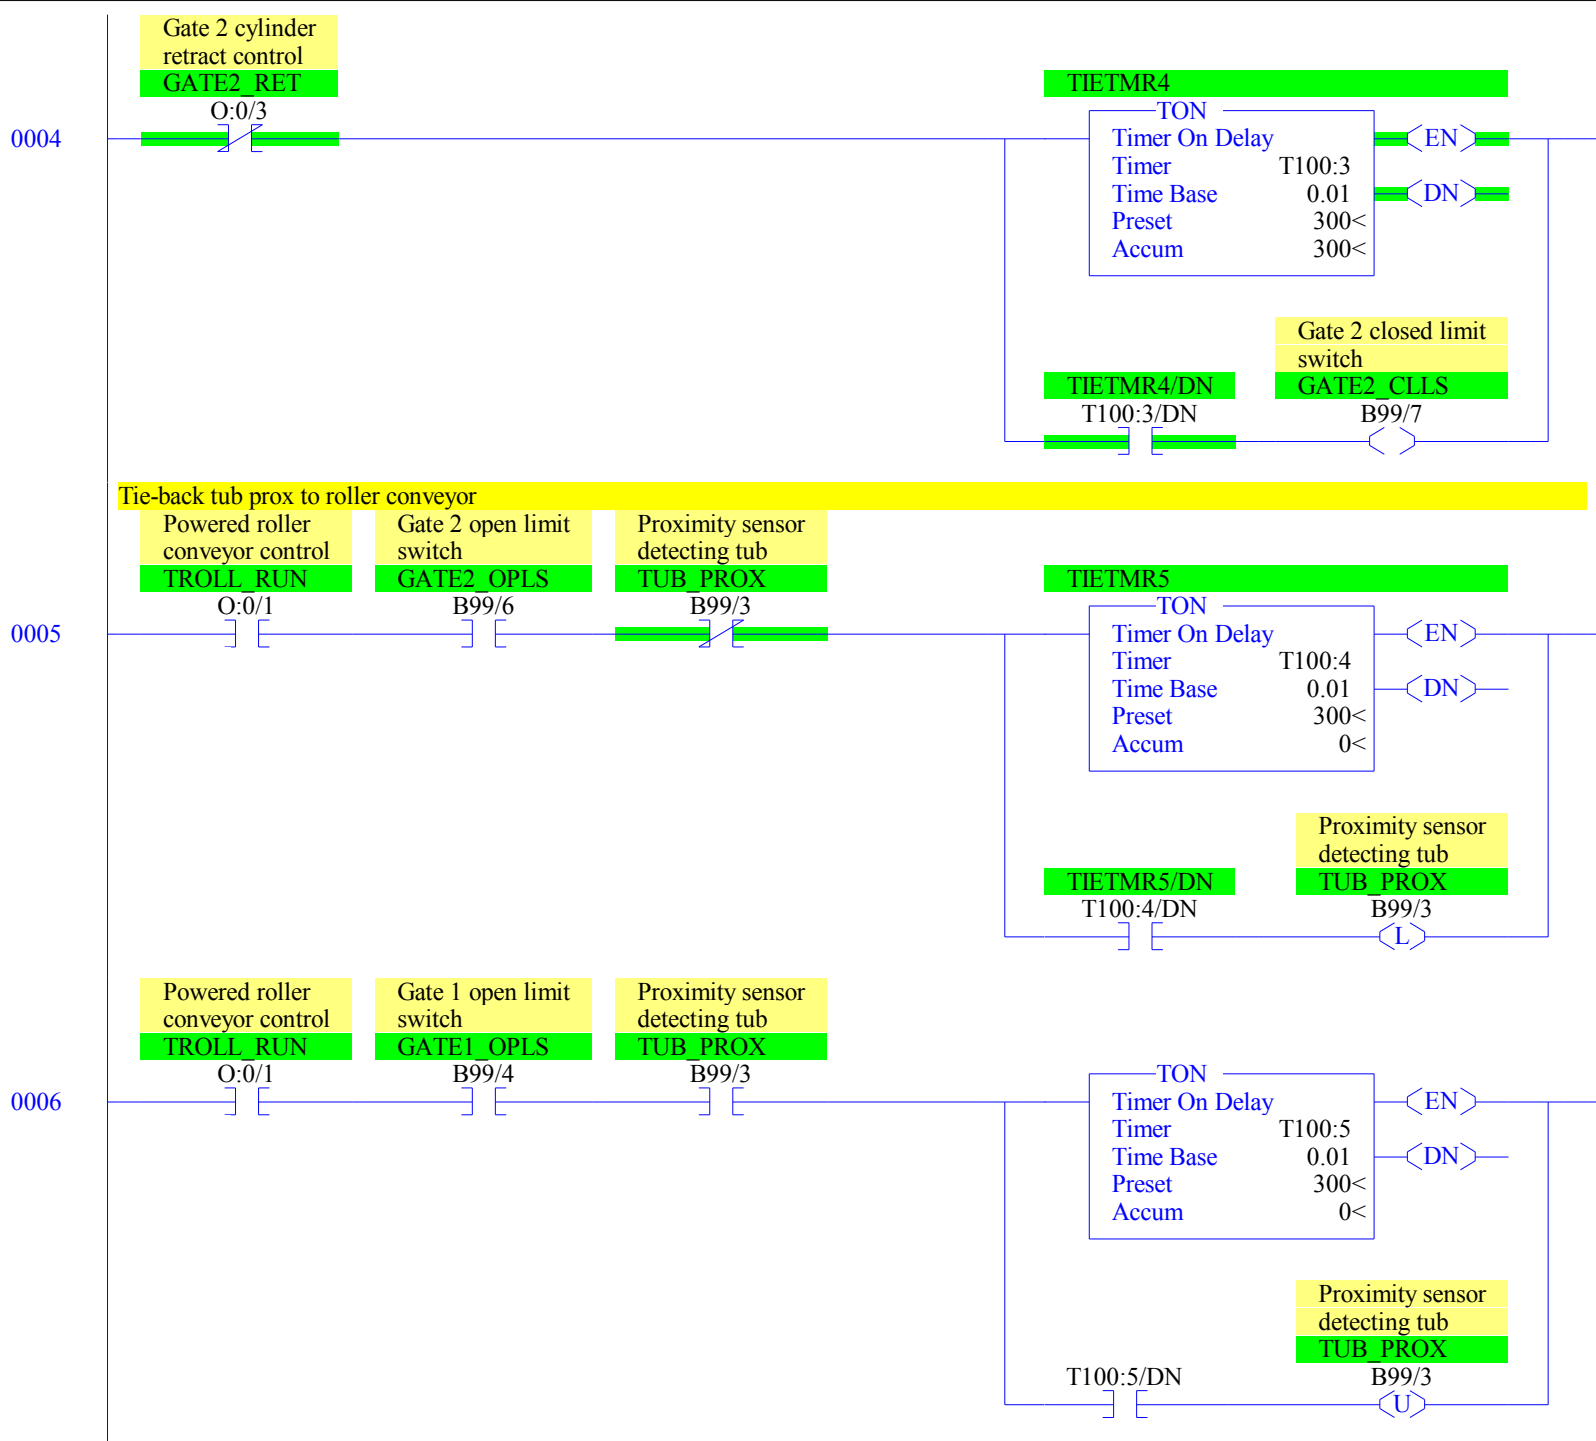 Gate 2 cylinder
retract control
GATE2_RET
O:0/3
0004
TIETMR4
TON
Timer On Delay
Timer T100:3
Time Base 0.01
Preset 300<
Accum 300<
EN
DN
Gate 2 closed limit
switch
TIETMR4/DN GATE2_CLLS
T100:3/DN B99/7
Tie-back tub prox to roller conveyor
Powered roller
conveyor control
TROLL_RUN
O:0/1
Gate 2 open limit
switch
GATE2_OPLS
B99/6
Proximity sensor
detecting tub
TUB_PROX
B99/3
0005
TIETMR5
TON
Timer On Delay
Timer T100:4
Time Base 0.01
Preset 300<
Accum 0<
EN
DN
Proximity sensor
detecting tub
TIETMR5/DN TUB_PROX
T100:4/DN B99/3
L
Powered roller
conveyor control
TROLL_RUN
O:0/1
Gate 1 open limit
switch
GATE1_OPLS
B99/4
Proximity sensor
detecting tub
TUB_PROX
B99/3
0006
TON
Timer On Delay
Timer T100:5
Time Base 0.01
Preset 300<
Accum 0<
EN
DN
Proximity sensor
detecting tub
TUB_PROX
T100:5/DN B99/3
U